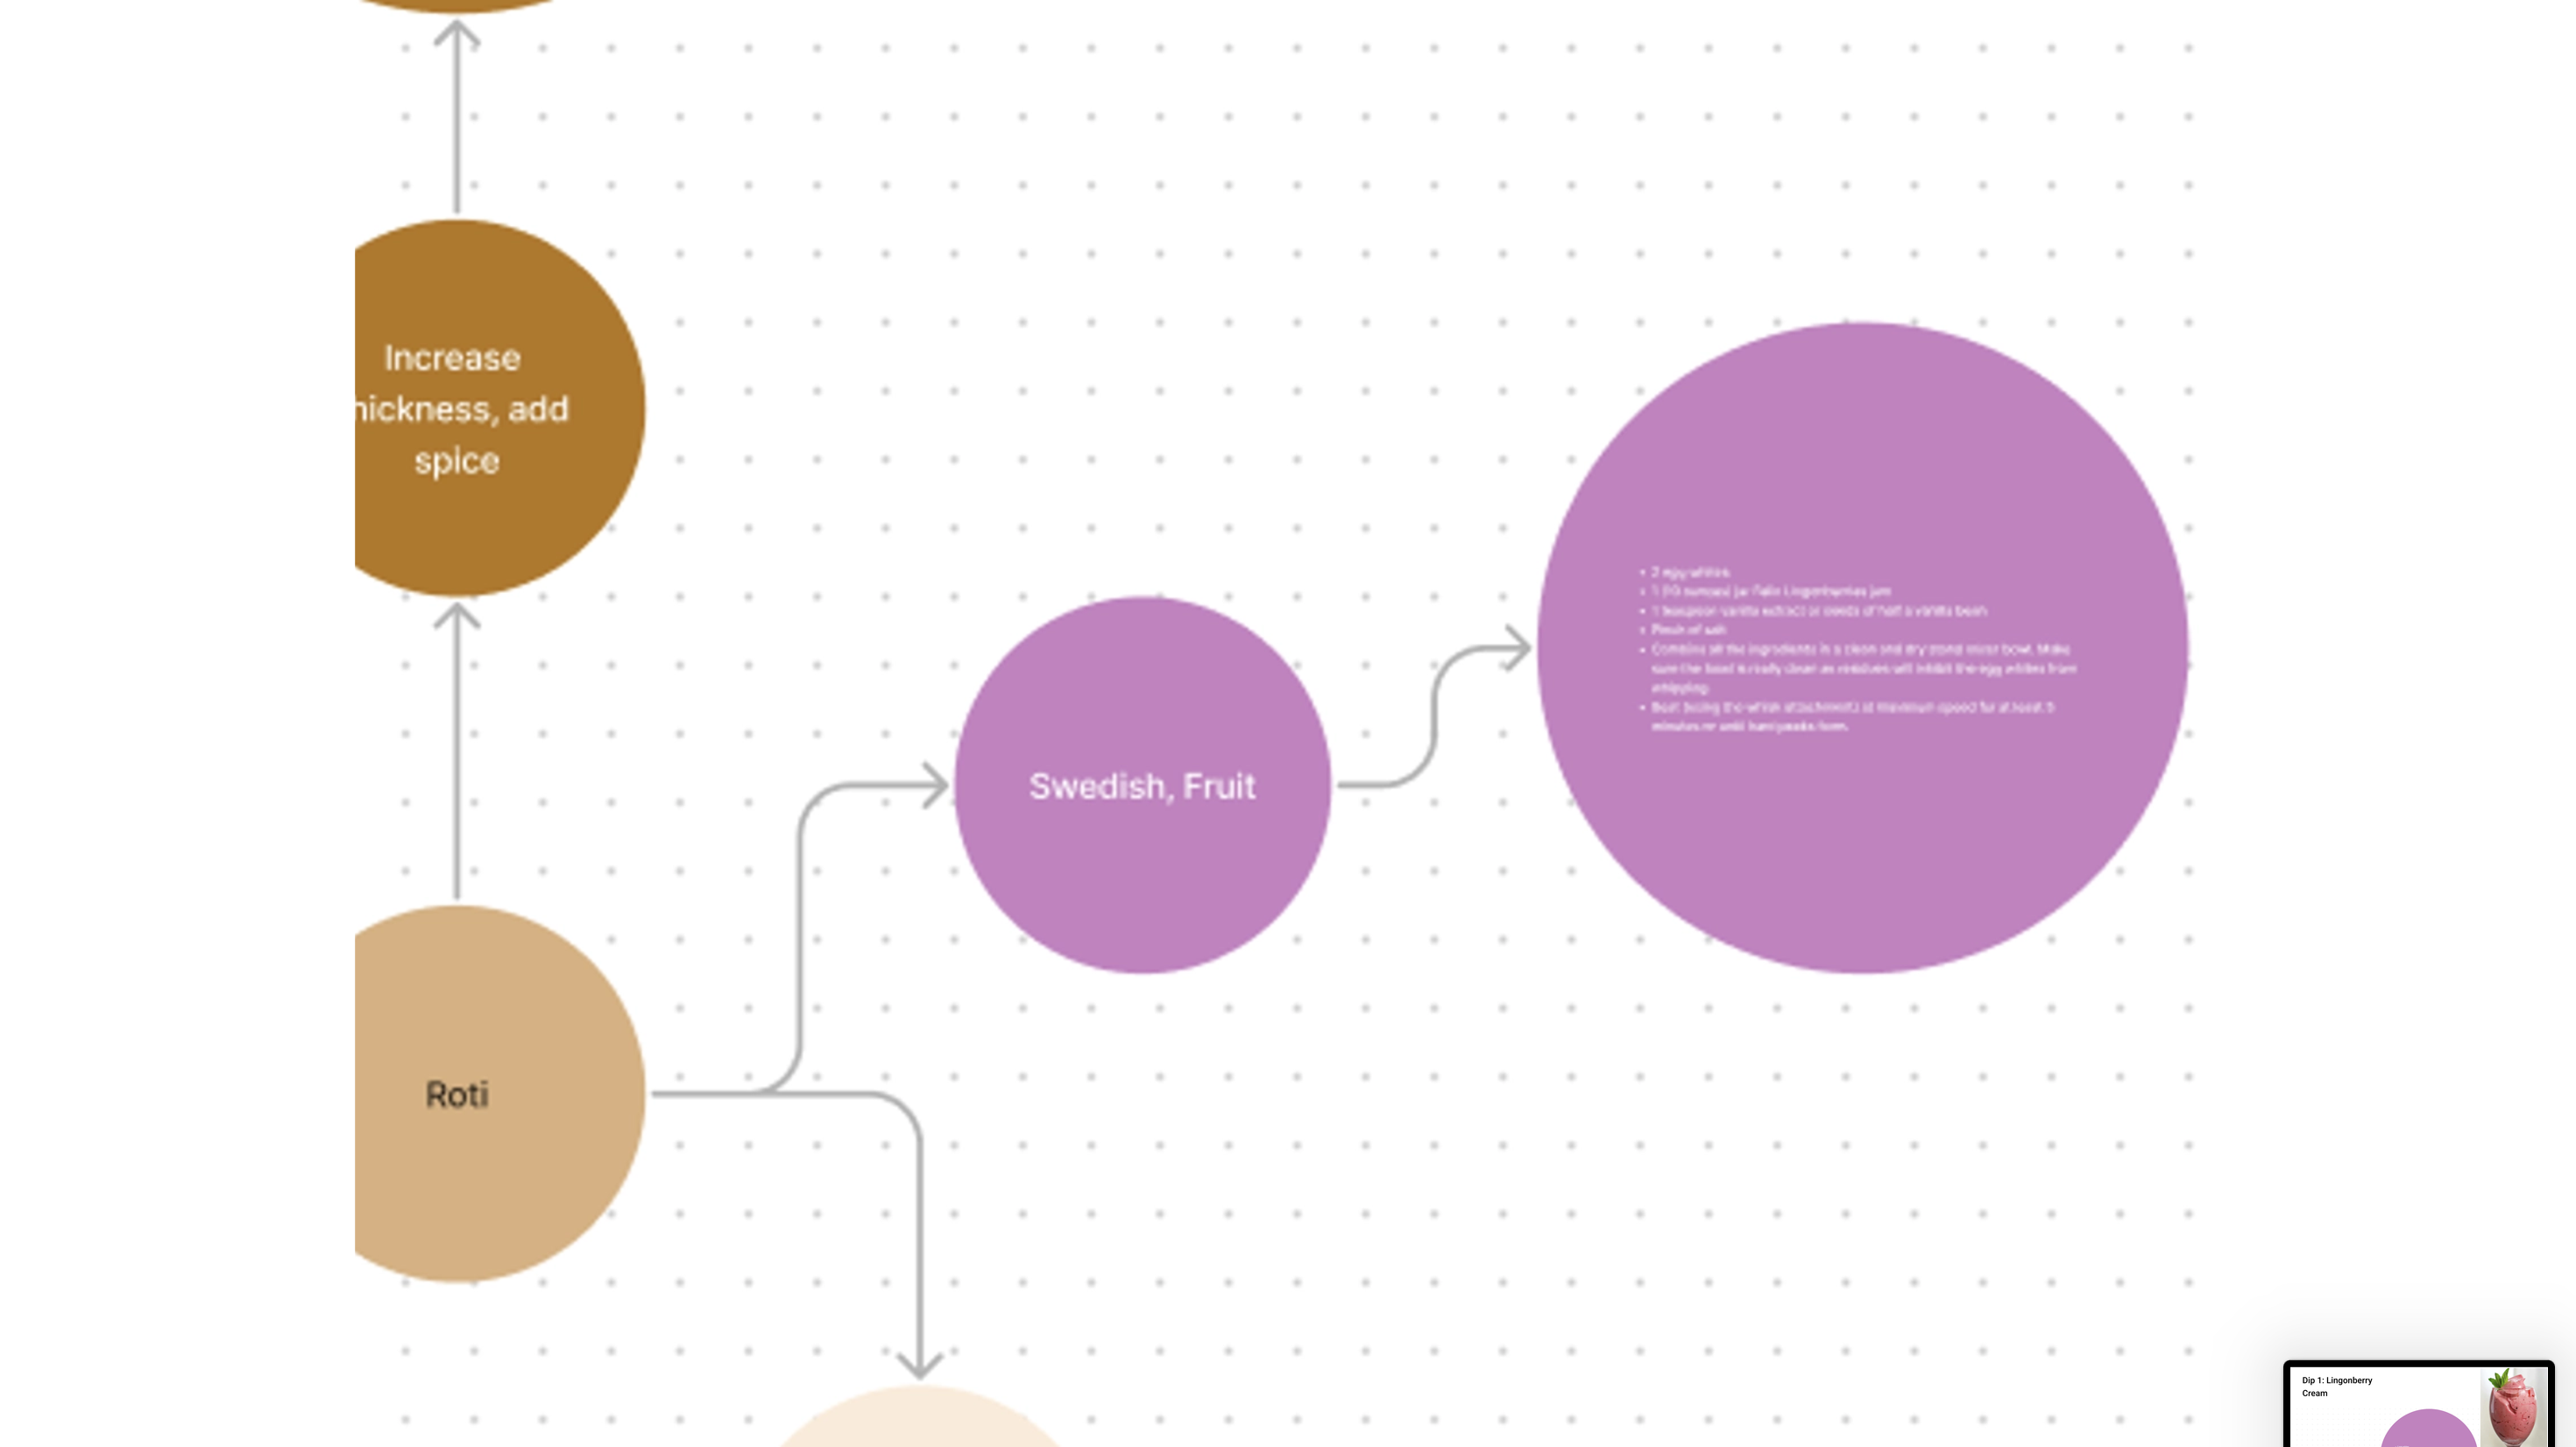 Increase
hickness, add
spice
Swedish, Fruit
• 2 egg whites
• 1 (10 ounces) jar Felix Lingonberries jam
• 1 teaspoon vanilla extract or seeds of half a vanilla bean
• Pinch of salt
• Combine all the ingredients in a clean and dry stand mixer bowl. Make
sure the bowl is really clean as residues will inhibit the egg whites from
whipping.
• Beat (using the whisk attachment) at maximum speed for at least 5
minutes or until hard peaks form.
Roti
Dip 1: Lingonberry
Cream